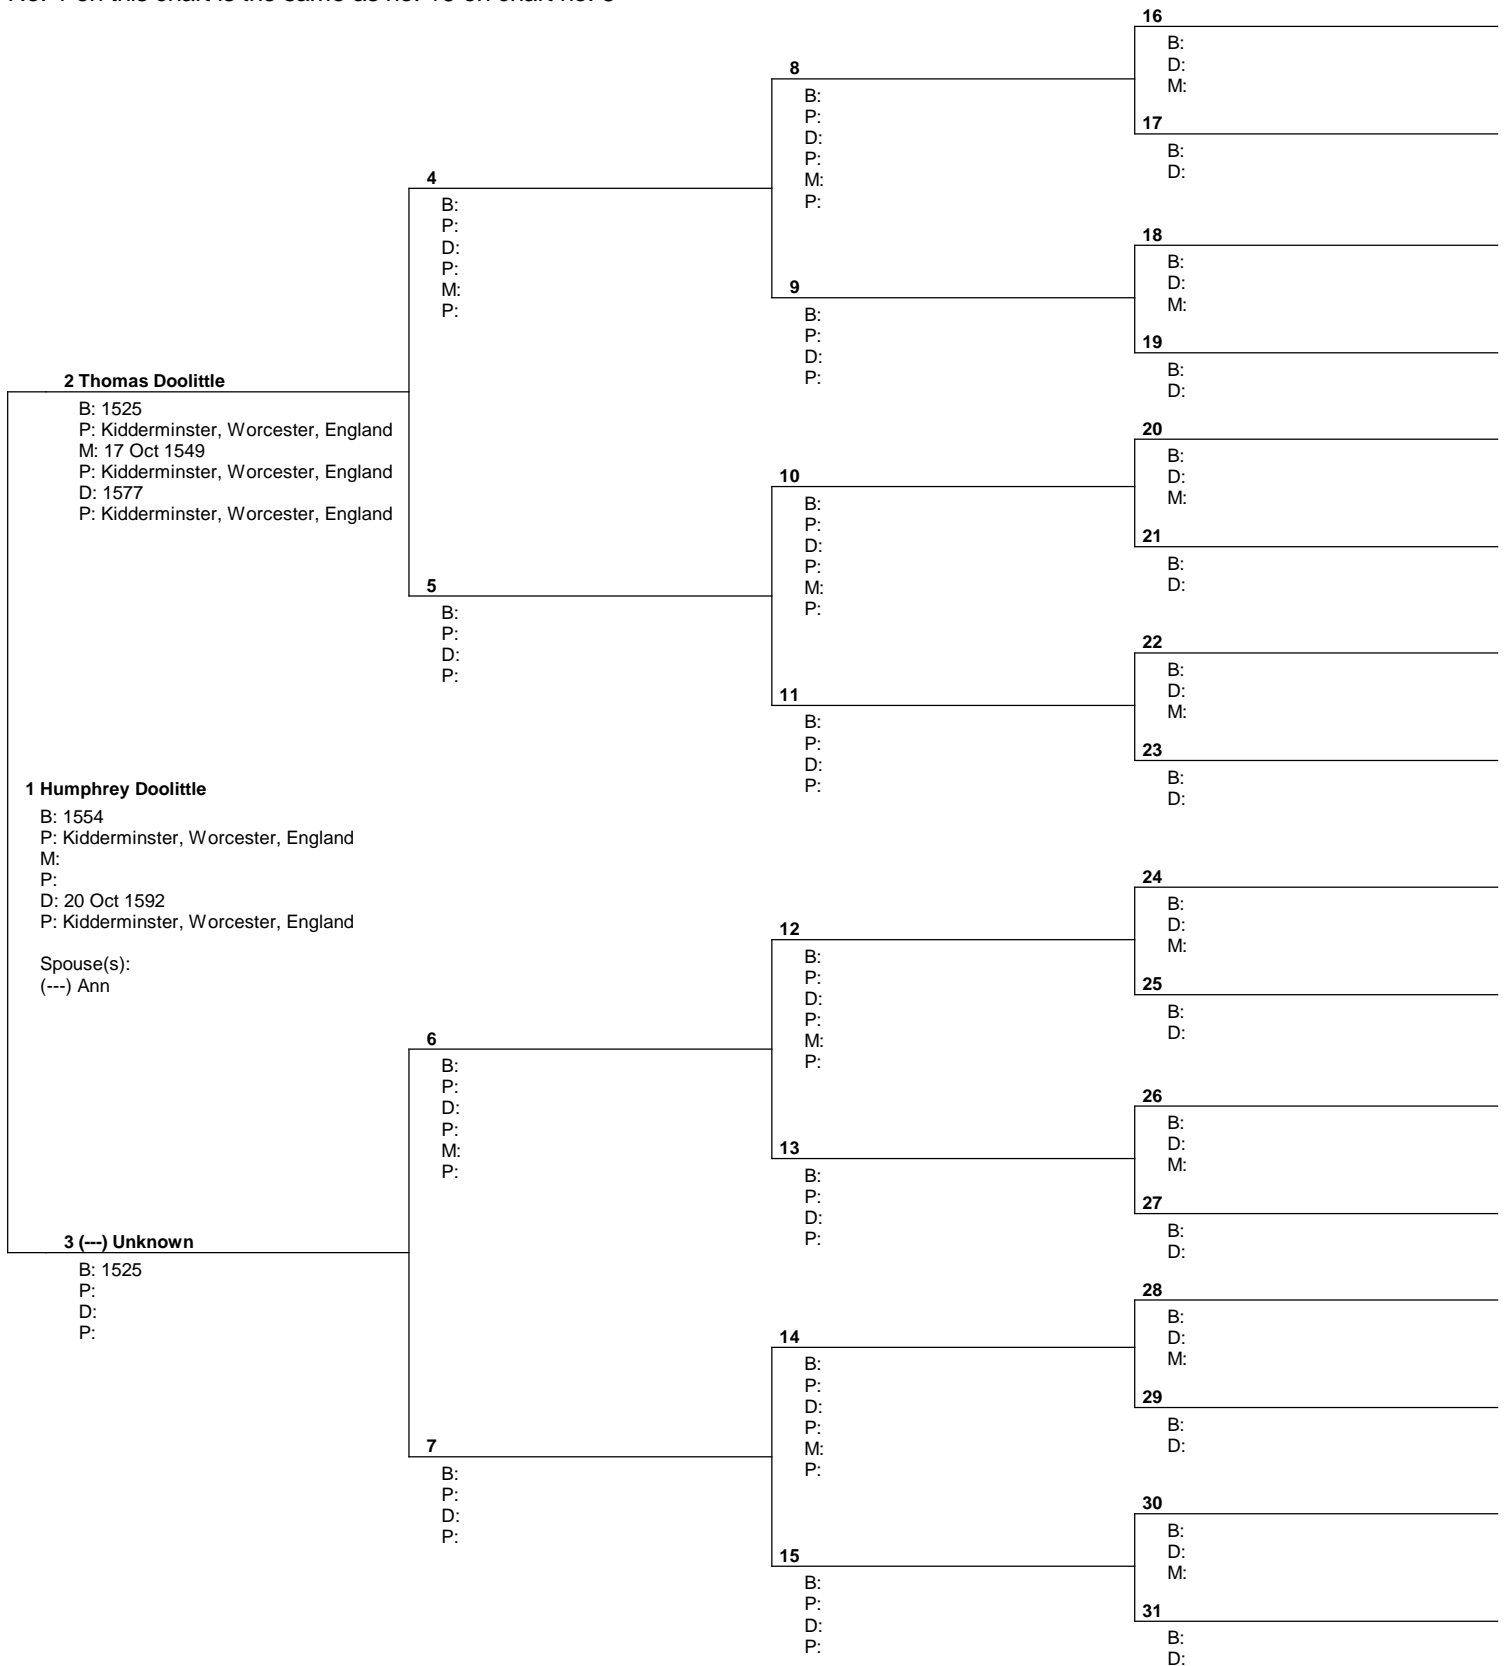 No. 1 on this chart is the same as no. on chart no.
2 Thomas Doolittle
B: 1525
P: Kidderminster, Worcester, England
M: 17 Oct 1549
P: Kidderminster, Worcester, England
D: 1577
P: Kidderminster, Worcester, England
1 Humphrey Doolittle
B: 1554
P: Kidderminster, Worcester, England
M:
P:
D: 20 Oct 1592
P: Kidderminster, Worcester, England
Spouse(s):
(---) Ann
3 (---) Unknown
B: 1525
P:
D:
P:
4
B:
P:
D:
P:
M:
P:
5
B:
P:
D:
P:
6
B:
P:
D:
P:
M:
P:
7
B:
P:
D:
P:
8
B:
P:
D:
P:
M:
P:
9
B:
P:
D:
P:
10
B:
P:
D:
P:
M:
P:
11
B:
P:
D:
P:
12
B:
P:
D:
P:
M:
P:
13
B:
P:
D:
P:
14
B:
P:
D:
P:
M:
P:
15
B:
P:
D:
P:
16
B:
D:
M:
17
B:
D:
18
B:
D:
M:
19
B:
D:
20
B:
D:
M:
21
B:
D:
22
B:
D:
M:
23
B:
D:
24
B:
D:
M:
25
B:
D:
26
B:
D:
M:
27
B:
D:
28
B:
D:
M:
29
B:
D:
30
B:
D:
M:
31
B:
D: